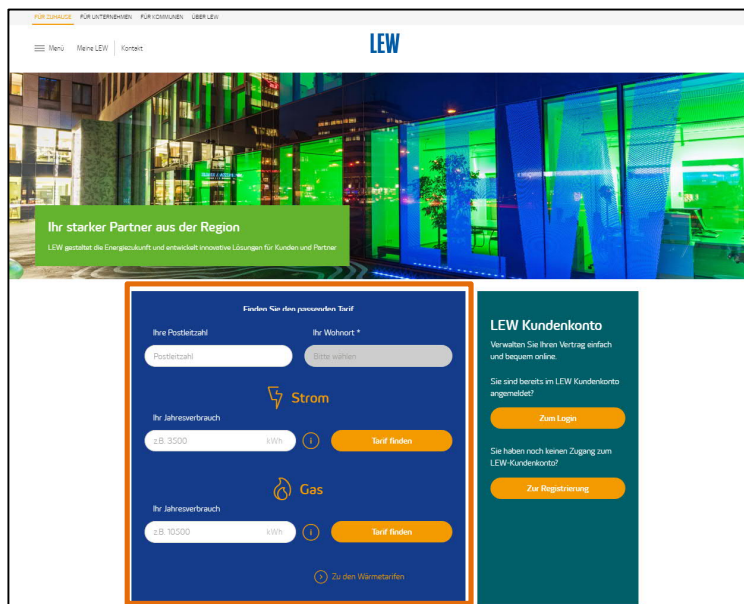 FÜR ZUHAUSE FÜR UNTERNEHMEN FÜR KOMMUNEN ÜBER LEW
Menü Meine LEW Kontakt
LEW
Ihr starker Partner aus der Region
LEW gestaltet die Energiezukunft und entwickelt innovative Lösungen für Kunden und Partner
Finden Sie den passenden Tarif
Ihre Postleitzahl Ihr Wohnort *
Postleitzahl Bitte wählen
Strom
Ihr Jahresverbrauch
z.B. 3500 kWh i Tarif finden
Gas
Ihr Jahresverbrauch
z.B. 10500 kWh i Tarif finden
Zu den Wärmetarifen
LEW Kundenkonto
Verwalten Sie Ihren Vertrag einfach
und bequem online.
Sie sind bereits im LEW Kundenkonto
angemeldet?
Zum Login
Sie haben noch keinen Zugang zum
LEW-Kundenkonto?
Zur Registrierung